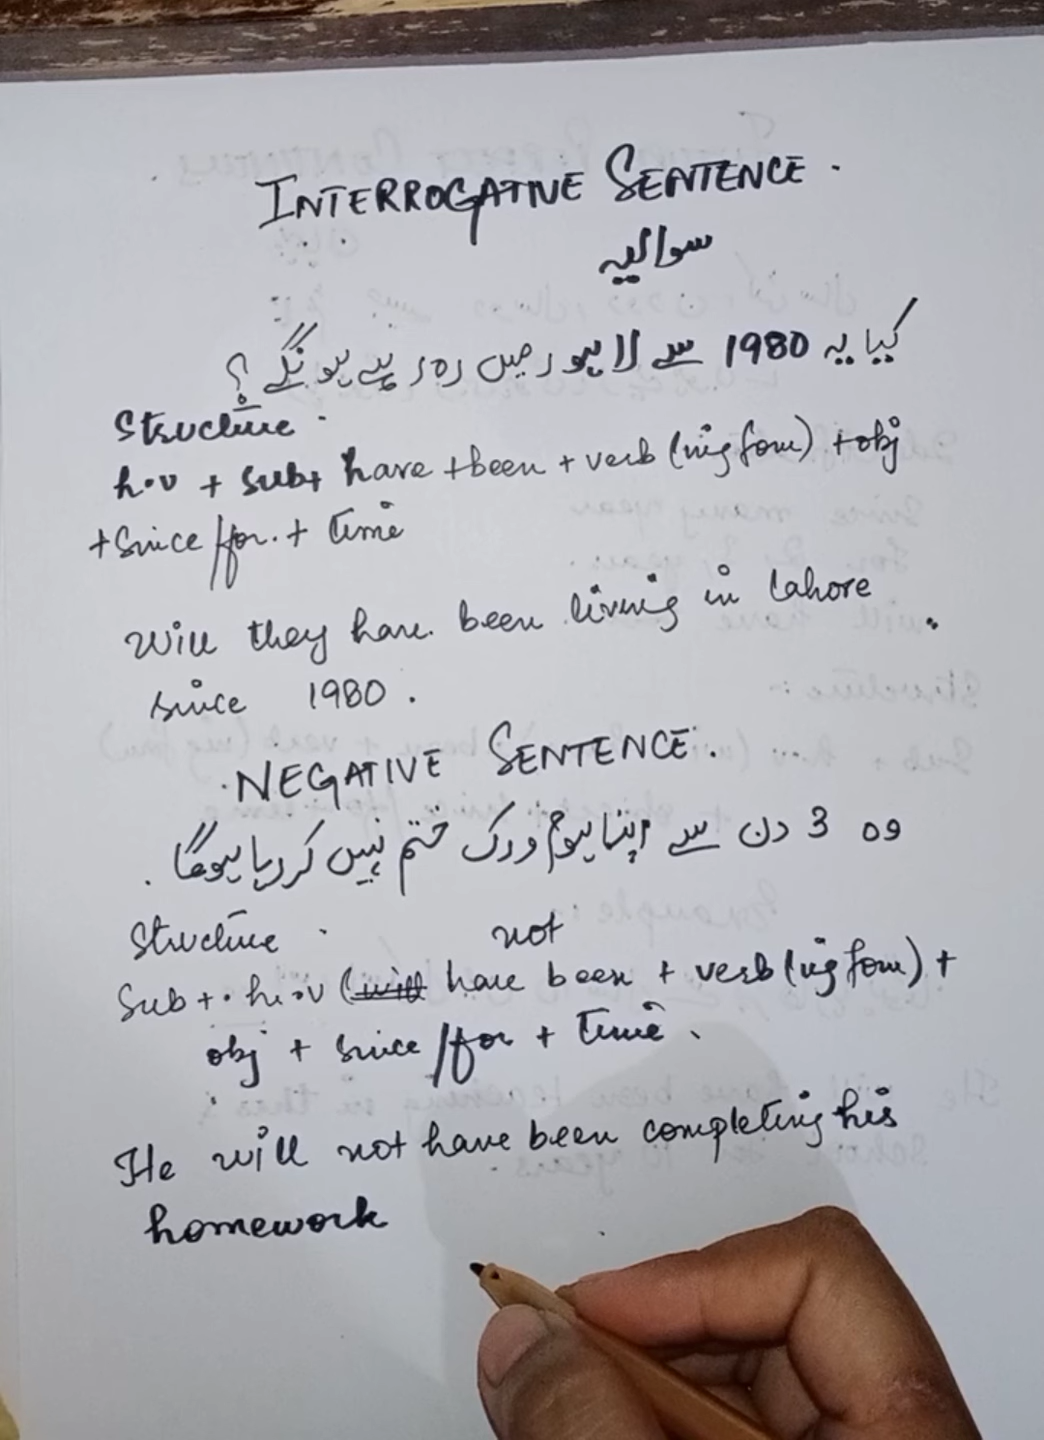 INTERROGATIVE SENTENCE.
سوالیہ
کیا یہ 1980 سے لاہور میں رہ رہے ہونگے؟
Structure.
h.v + sub+ have +been + verb (ing form) +obj
+ Since/for. + time
Will they have been living in lahore
since 1980.
NEGATIVE SENTENCE.
وہ 3 دن سے اپنا ہوم ورک ختم نہیں کر رہا ہوگا.
Structure.
not
Sub + h.v (will have been + verb (ing form) +
obj + since/for + time.
He will not have been completing his
homework